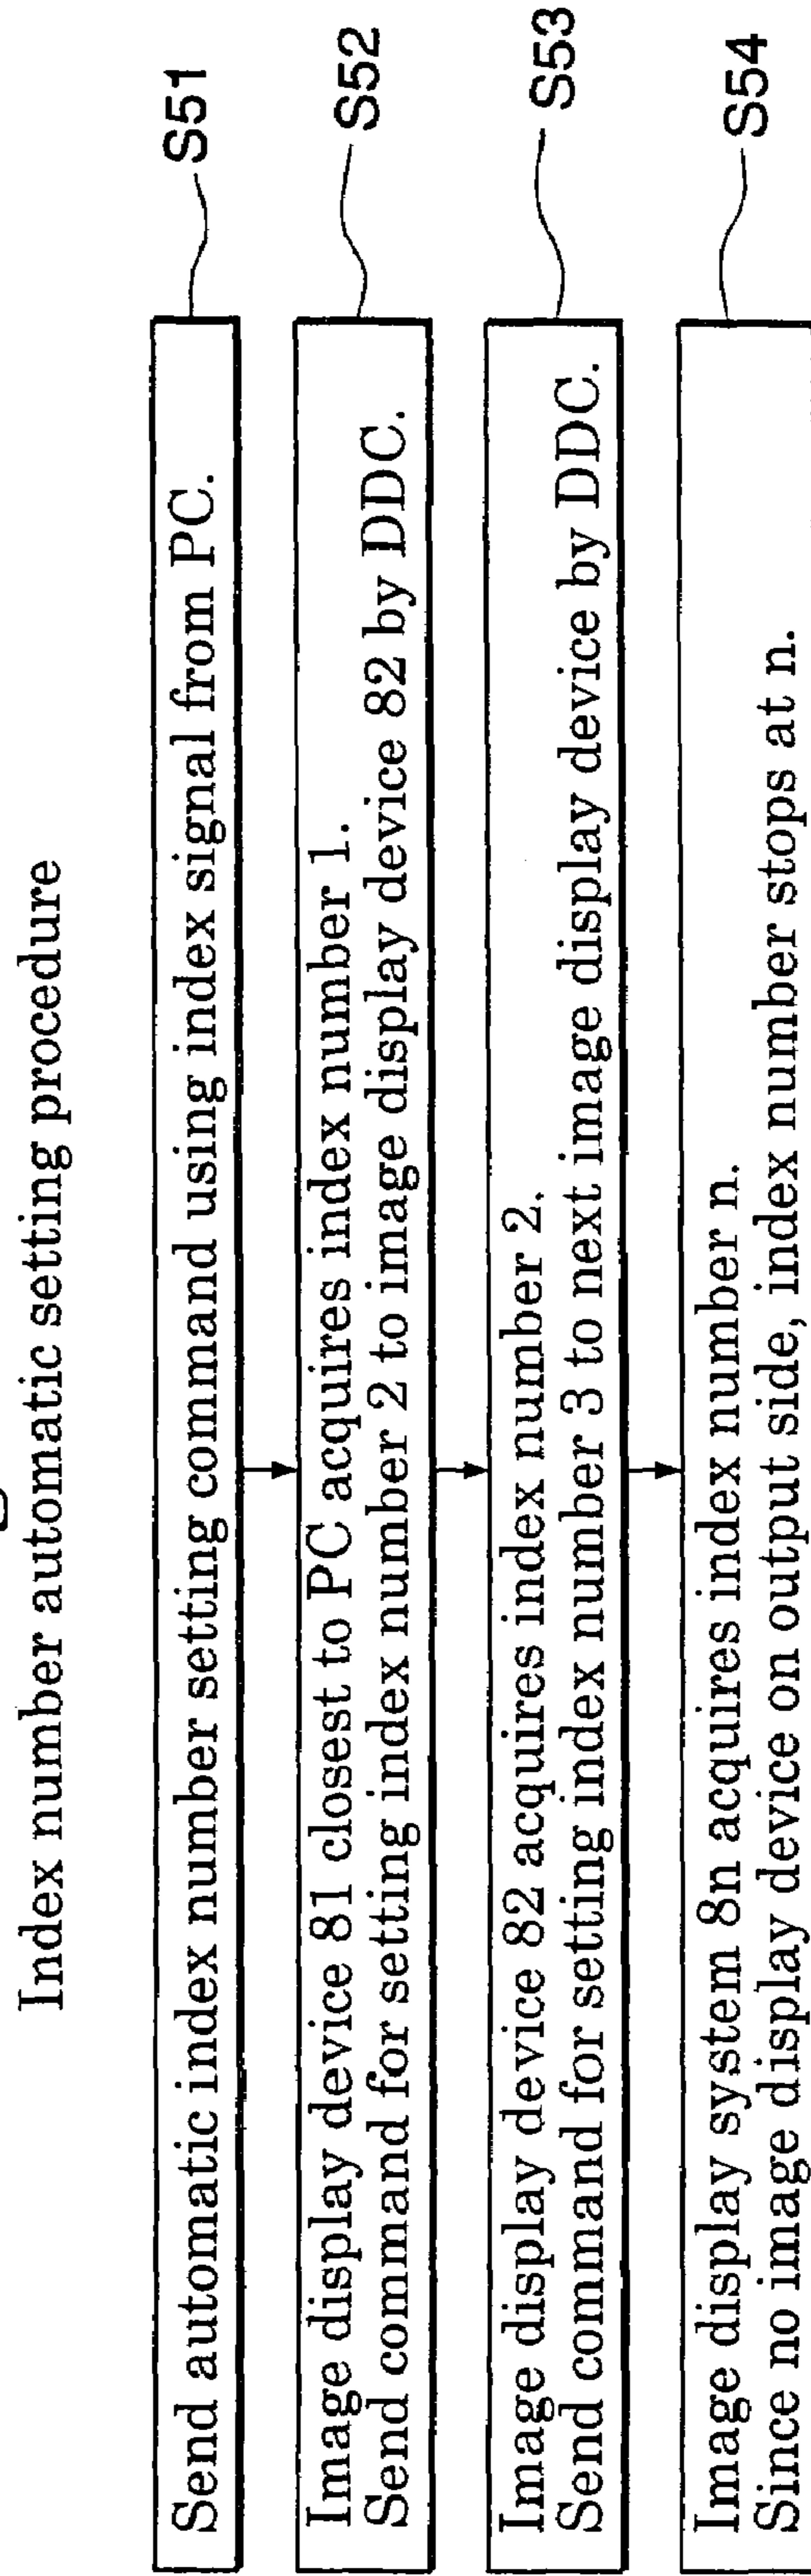 Index number automatic setting procedure
Send automatic index number setting command using index signal from PC.
S51
Image display device 81 closest to PC acquires index number 1.
Send command for setting index number 2 to image display device 82 by DDC.
S52
Image display device 82 acquires index number 2.
Send command for setting index number 3 to next image display device by DDC.
S53
Image display system 8n acquires index number n.
Since no image display device on output side, index number stops at n.
S54